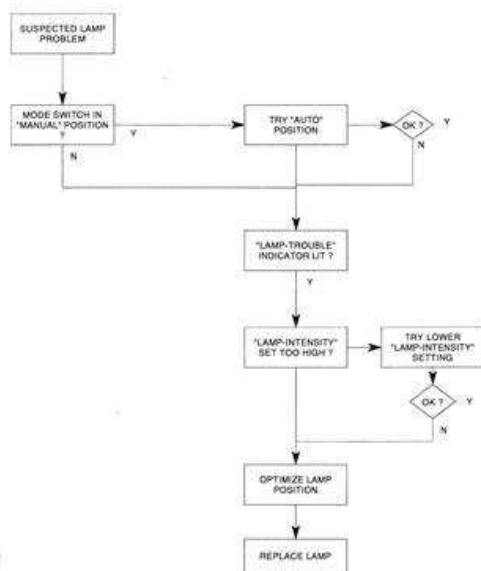 SUSPECTED LAMP
PROBLEM
MODE SWITCH IN
"MANUAL" POSITION
?
Y
N
TRY "AUTO"
POSITION
OK ?
Y
N
"LAMP-TROUBLE"
INDICATOR LIT ?
Y
"LAMP-INTENSITY"
SET TOO HIGH ?
TRY LOWER
"LAMP-INTENSITY"
SETTING
OK ?
Y
N
OPTIMIZE LAMP
POSITION
REPLACE LAMP